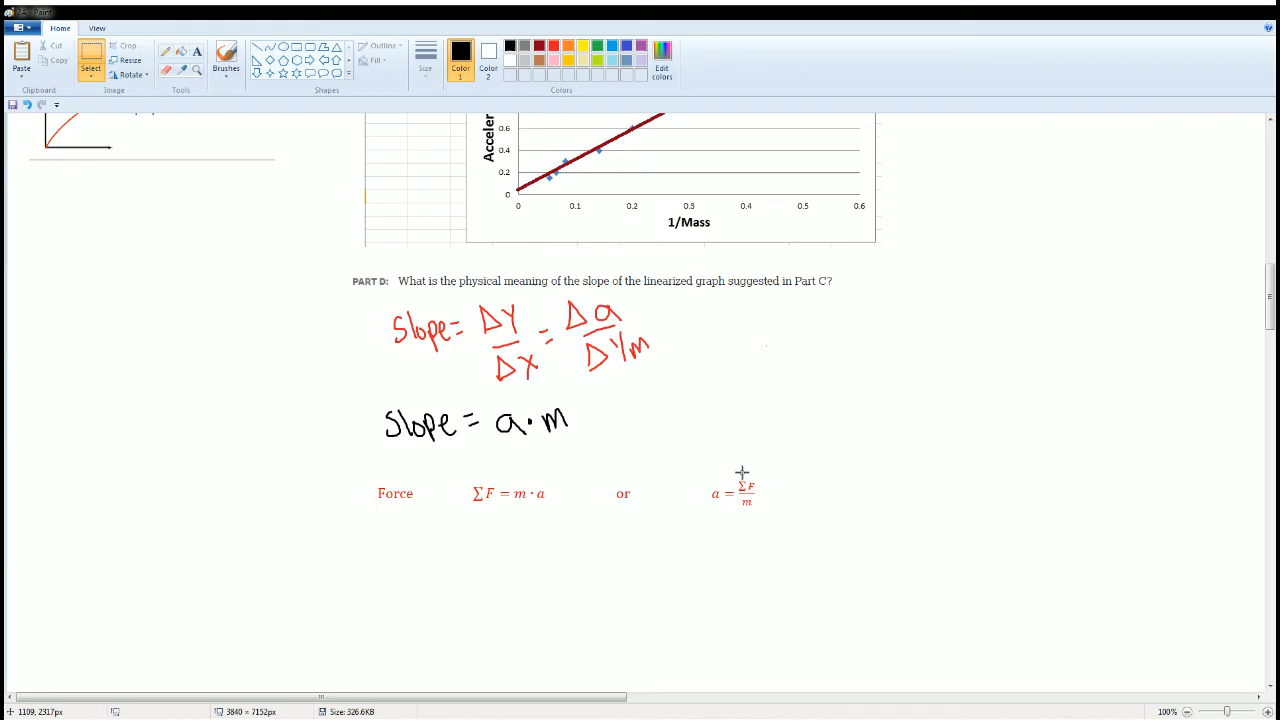 2A - Paint
Home View
Paste Cut Copy Clipboard
Select Crop Resize Rotate Image
Tools
Brushes
Outline Fill Shapes
Size
Color 1 Color 2 Edit colors Colors
Acceler
0.6
0.4
0.2
0
0 0.1 0.2 0.3 0.4 0.5 0.6
1/Mass
PART D: What is the physical meaning of the slope of the linearized graph suggested in Part C?
Slope = ΔY/ΔX = Δa/Δ1/m
Slope = a·m
Force ∑F = m · a or a = ∑F/m
1109, 2317px 3840 × 7152px Size: 326.6KB 100%